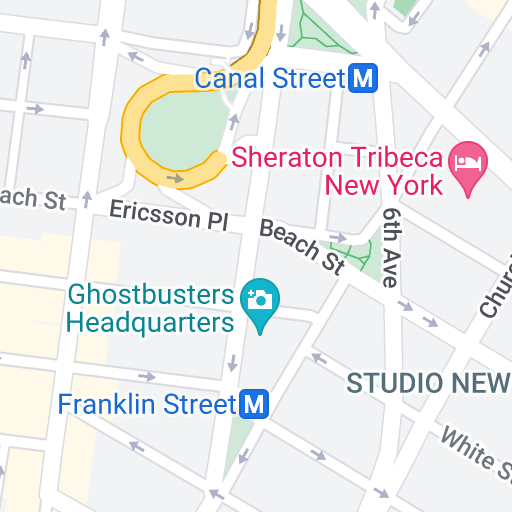 Canal Street
M
Sheraton Tribeca
New York
ach St
Ericsson Pl
Beach St
6th Ave
Church
Ghostbusters
Headquarters
STUDIO NEW
Franklin Street
M
White S